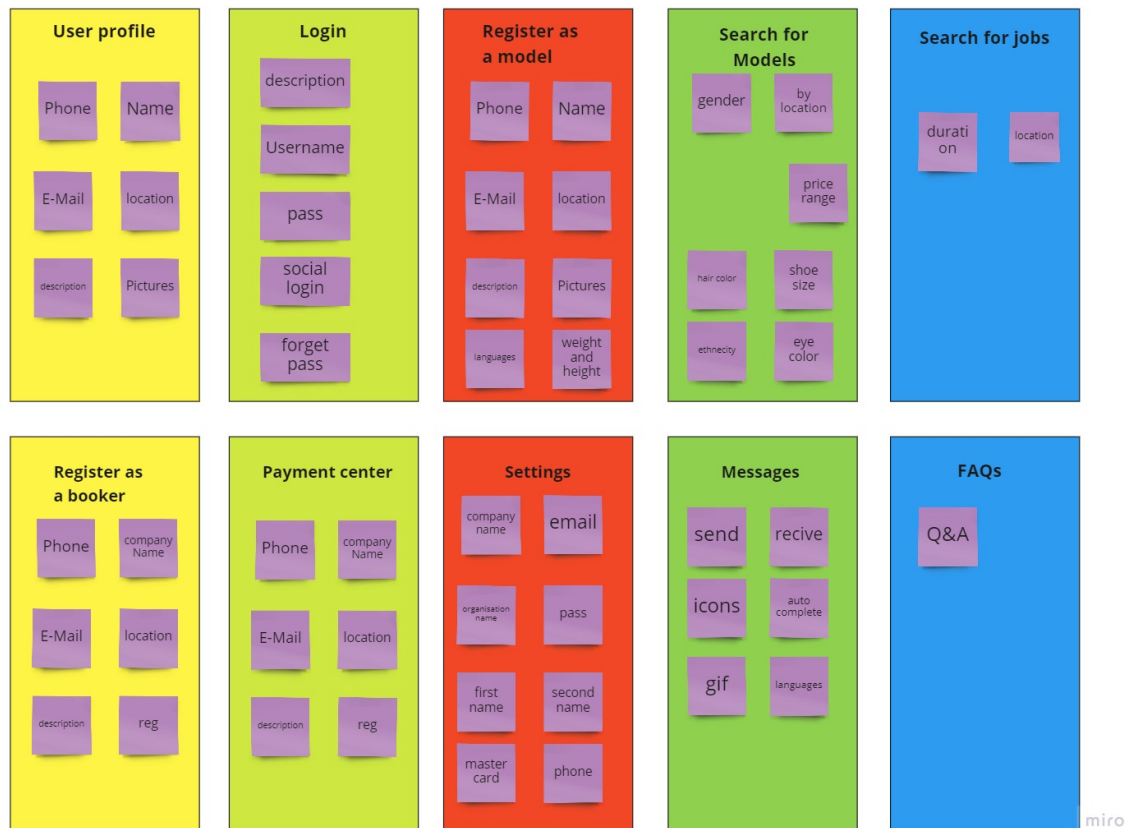 User profile
Phone
Name
E-Mail
location
description
Pictures
Login
description
Username
pass
social
login
forget
pass
Register as
a model
Phone
Name
E-Mail
location
description
Pictures
languages
weight
and
height
Search for
Models
gender
by
location
price
range
hair color
shoe
size
ethnecity
eye
color
Search for jobs
durati
on
location
Register as
a booker
Phone
company
Name
E-Mail
location
description
reg
Payment center
Phone
company
Name
E-Mail
location
description
reg
Settings
company
name
email
organisation
name
pass
first
name
second
name
master
card
phone
Messages
send
recive
icons
auto
complete
gif
languages
FAQs
Q&A
miro